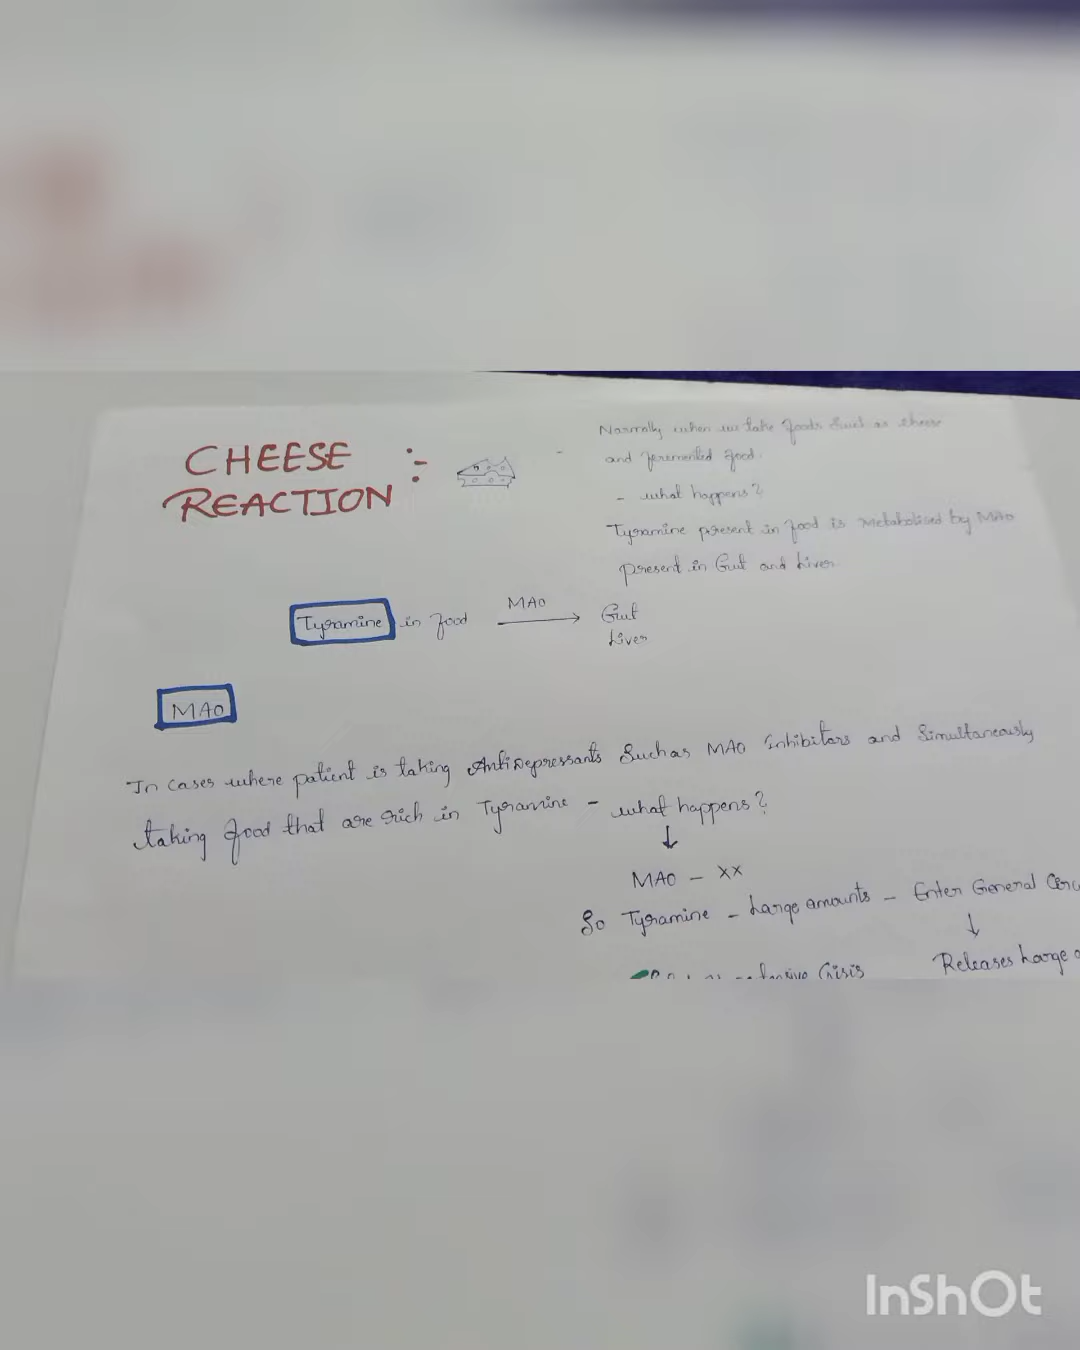 CHEESE
REACTION :-
- Normally when we take foods such as cheese
and feremented food.
- what happens?
Tyramine present in food is Metabolised by MAO
present in Gut and Liver
Tyramine in food MAO → Gut
Liver
MAO
In cases where patient is taking AntiDepressants Such as MAO Inhibitors and Simultaneously
taking food that are rich in Tyramine - what happens?
↓
MAO - XX
So Tyramine - Large amounts - Enter General
↓
Releases Large
Crisis
InShOt